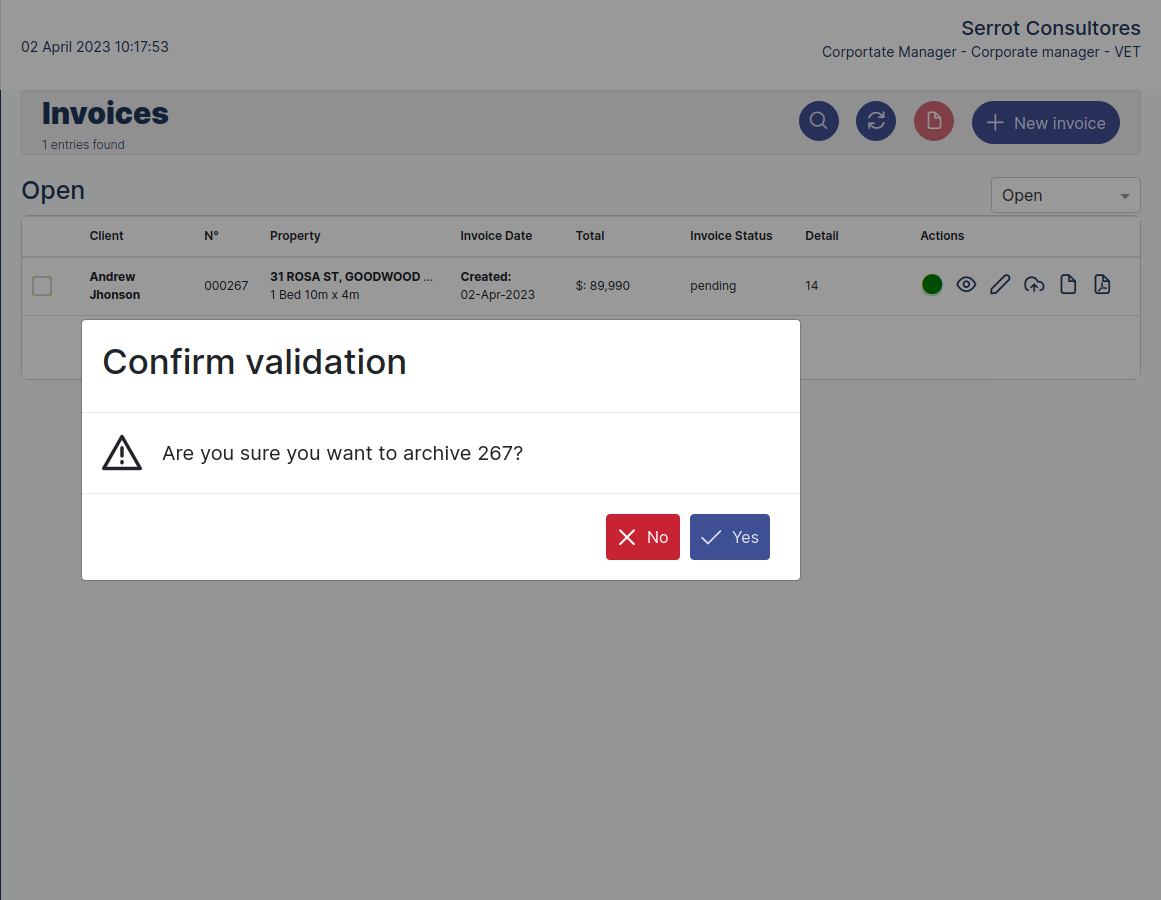 Serrot Consultores
02 April 2023 10:17:53
Corportate Manager - Corporate manager - VET
Invoices
1 entries found
New invoice
Open
Open
Client N° Property Invoice Date Total Invoice Status Detail Actions
Andrew Jhonson 000267 31 ROSA ST, GOODWOOD ... 1 Bed 10m x 4m Created: 02-Apr-2023 $: 89,990 pending 14
Confirm validation
Are you sure you want to archive 267?
No Yes